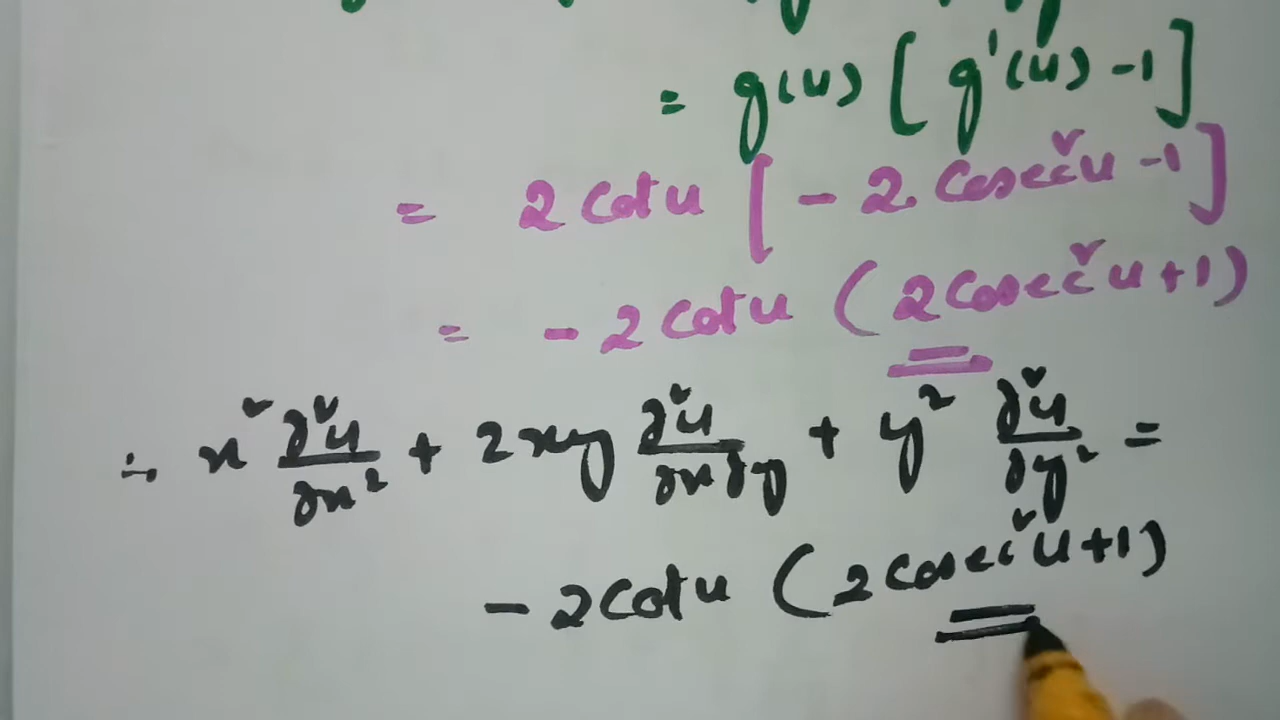 = g(u) [ g'(u) -1 ]
= 2 cot u [ - 2 cosec²u -1 ]
= - 2 cot u ( 2 cosec²u +1 )
∴ x² ∂²u/∂x² + 2xy ∂²u/∂x∂y + y² ∂²u/∂y² =
- 2 cot u ( 2 cosec²u +1 )